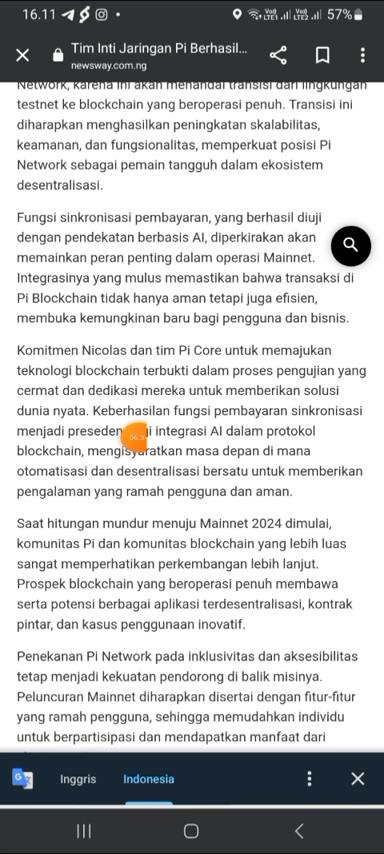 16.11
Vo)) LTE1 Vo)) LTE2 57%
Tim Inti Jaringan Pi Berhasil...
newsway.com.ng
Network, karena ini akan menandai transisi dari lingkungan
testnet ke blockchain yang beroperasi penuh. Transisi ini
diharapkan menghasilkan peningkatan skalabilitas,
keamanan, dan fungsionalitas, memperkuat posisi Pi
Network sebagai pemain tangguh dalam ekosistem
desentralisasi.
Fungsi sinkronisasi pembayaran, yang berhasil diuji
dengan pendekatan berbasis AI, diperkirakan akan
memainkan peran penting dalam operasi Mainnet.
Integrasinya yang mulus memastikan bahwa transaksi di
Pi Blockchain tidak hanya aman tetapi juga efisien,
membuka kemungkinan baru bagi pengguna dan bisnis.
Komitmen Nicolas dan tim Pi Core untuk memajukan
teknologi blockchain terbukti dalam proses pengujian yang
cermat dan dedikasi mereka untuk memberikan solusi
dunia nyata. Keberhasilan fungsi pembayaran sinkronisasi
menjadi preseden integrasi AI dalam protokol
blockchain, mengisyaratkan masa depan di mana
otomatisasi dan desentralisasi bersatu untuk memberikan
pengalaman yang ramah pengguna dan aman.
Saat hitungan mundur menuju Mainnet 2024 dimulai,
komunitas Pi dan komunitas blockchain yang lebih luas
sangat memperhatikan perkembangan lebih lanjut.
Prospek blockchain yang beroperasi penuh membawa
serta potensi berbagai aplikasi terdesentralisasi, kontrak
pintar, dan kasus penggunaan inovatif.
Penekanan Pi Network pada inklusivitas dan aksesibilitas
tetap menjadi kekuatan pendorong di balik misinya.
Peluncuran Mainnet diharapkan disertai dengan fitur-fitur
yang ramah pengguna, sehingga memudahkan individu
untuk berpartisipasi dan mendapatkan manfaat dari
Inggris
Indonesia